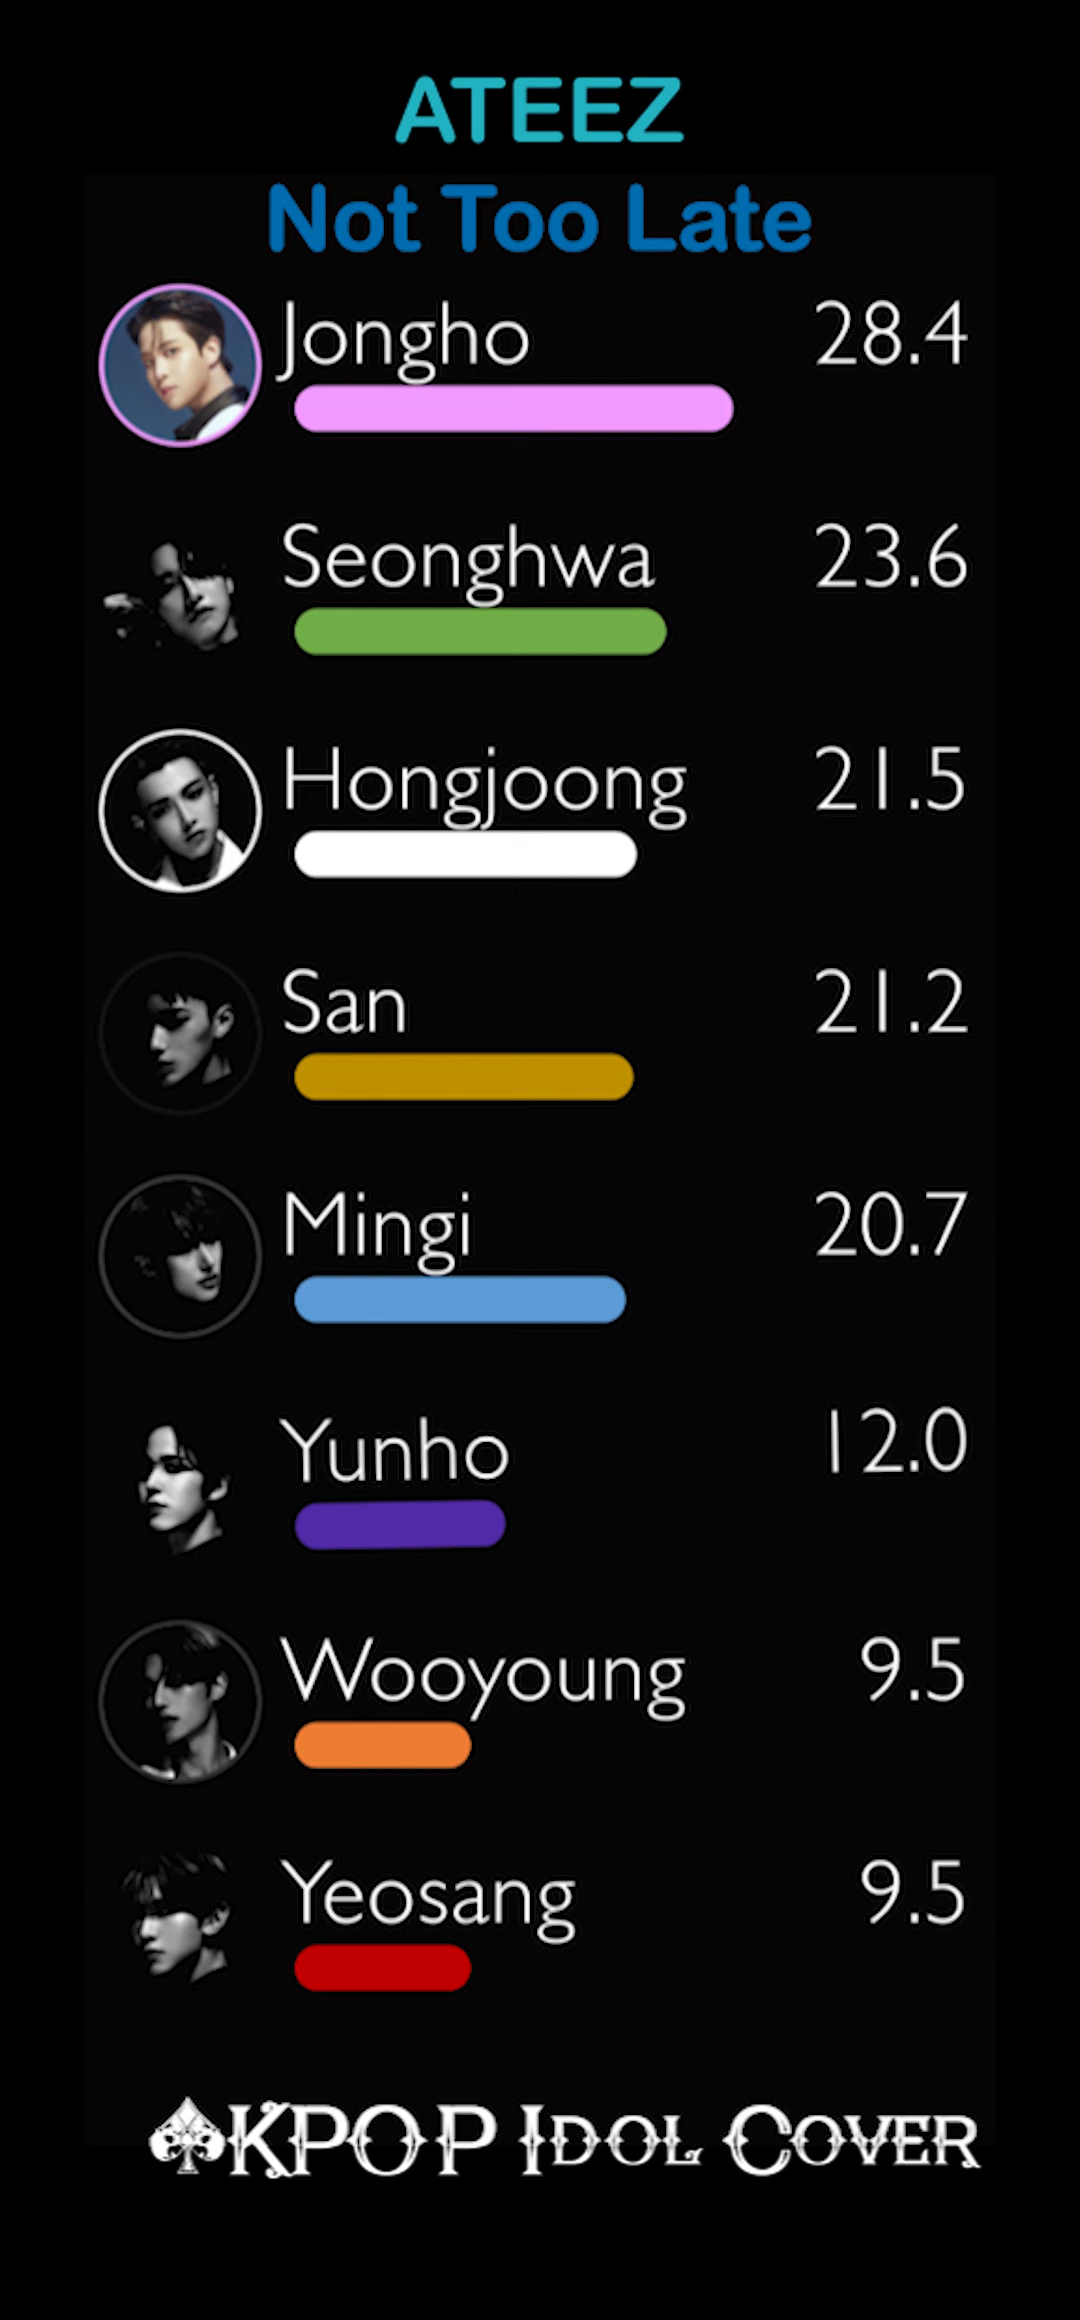 ATEEZ
Not Too Late
Jongho 28.4
Seonghwa 23.6
Hongjoong 21.5
San 21.2
Mingi 20.7
Yunho 12.0
Wooyoung 9.5
Yeosang 9.5
KPOP IDOL COVER